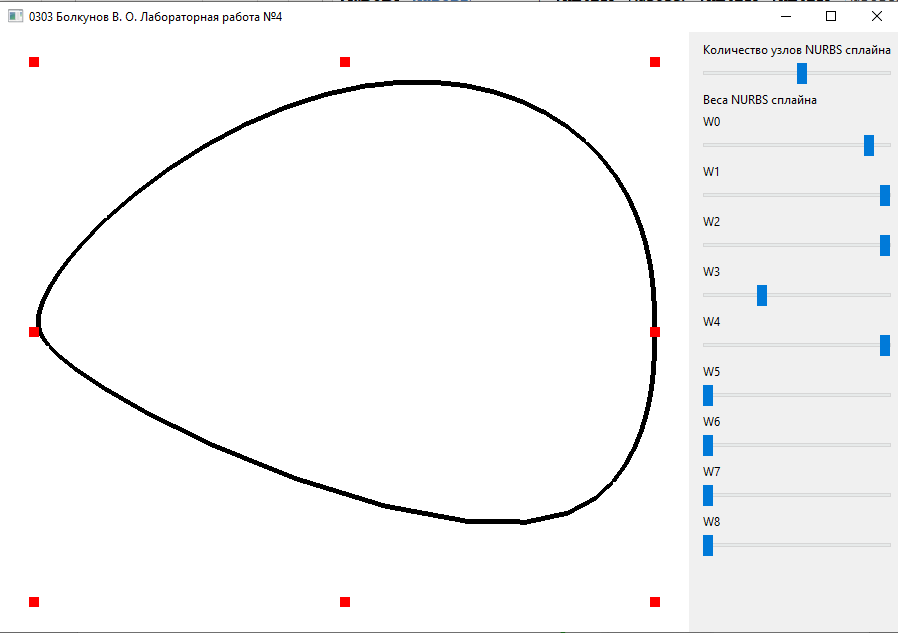 0303 Болкунов В. О. Лабораторная работа №4
Количество узлов NURBS сплайна
Веса NURBS сплайна
W0
W1
W2
W3
W4
W5
W6
W7
W8